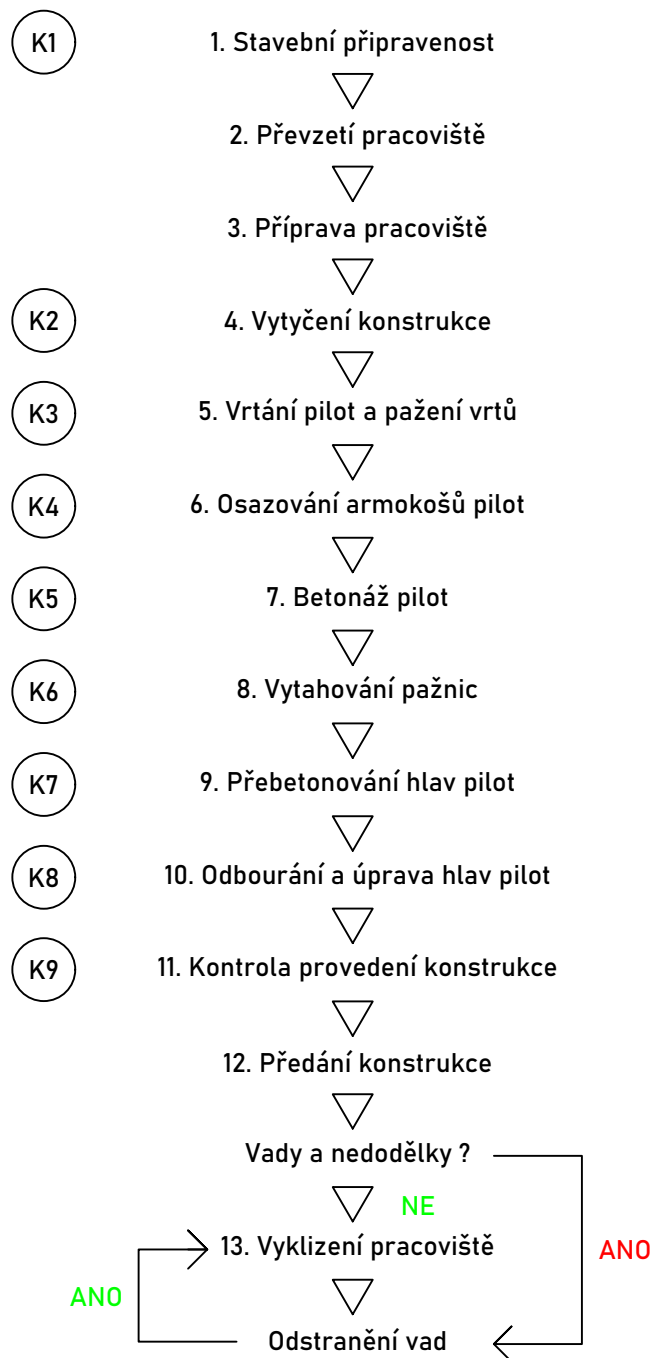 K1 1. Stavební připravenost
2. Převzetí pracoviště
3. Příprava pracoviště
K2 4. Vytyčení konstrukce
K3 5. Vrtání pilot a pažení vrtů
K4 6. Osazování armokošů pilot
K5 7. Betonáž pilot
K6 8. Vytahování pažnic
K7 9. Přebetonování hlav pilot
K8 10. Odbourání a úprava hlav pilot
K9 11. Kontrola provedení konstrukce
12. Předání konstrukce
Vady a nedodělky ?
NE
13. Vyklizení pracoviště
ANO
ANO
Odstranění vad